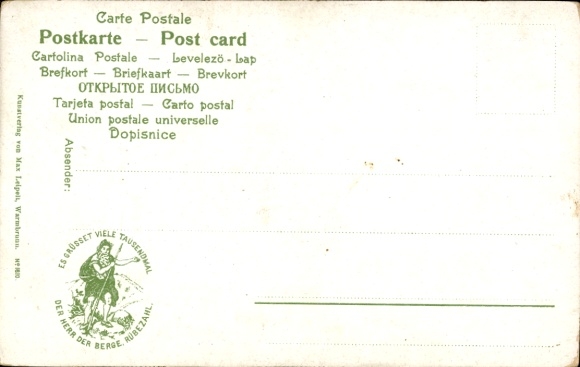 Carte Postale
Postkarte — Post card
Cartolina Postale — Levelezö-Lap
Brefkort — Briefkaart — Brevkort
ОТКРЫТОЕ ПИСЬМО
Tarjeta postal — Carto postal
Union postale universelle
Dopisnice
Absender:
Kunstverlag von Max Leipelt, Warmbrunn.
ES GRÜSSET VIELE TAUSENDMAL
DER HERR DER BERGE, RÜBEZAHL.